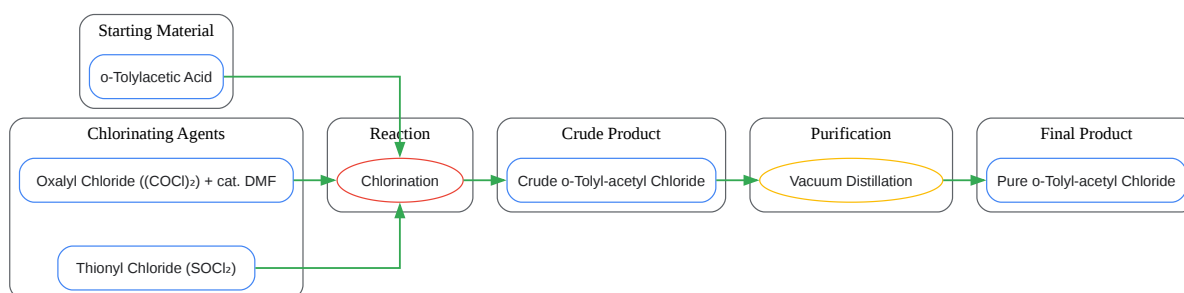 Starting Material
o-Tolylacetic Acid
Chlorinating Agents
Oxalyl Chloride ((COCl)₂) + cat. DMF
Thionyl Chloride (SOCl₂)
Reaction
Chlorination
Crude Product
Crude o-Tolyl-acetyl Chloride
Purification
Vacuum Distillation
Final Product
Pure o-Tolyl-acetyl Chloride